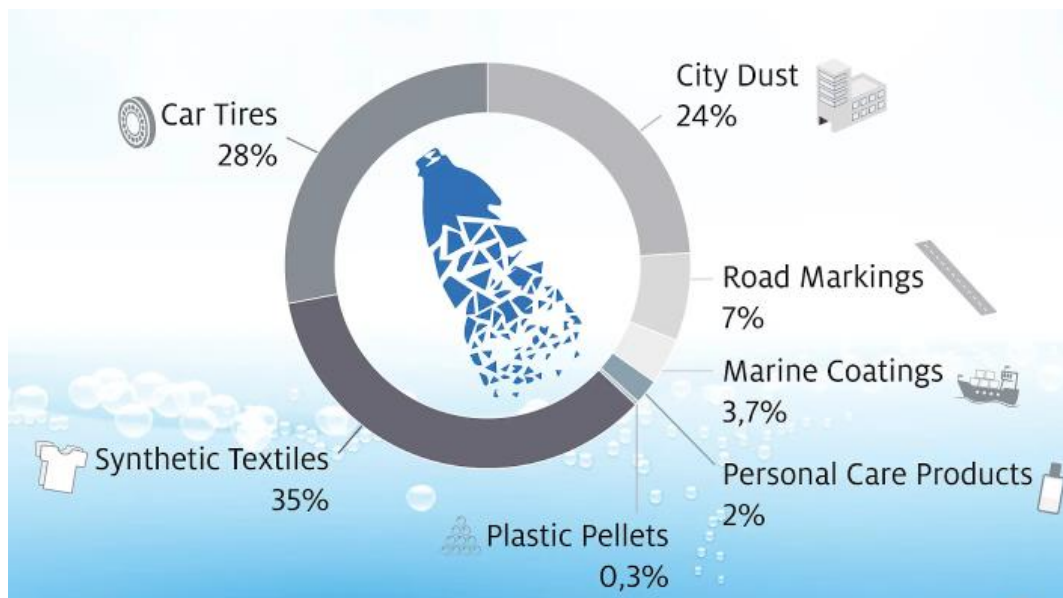 City Dust
24%
Car Tires
28%
Road Markings
7%
Marine Coatings
3,7%
Synthetic Textiles
35%
Personal Care Products
2%
Plastic Pellets
0,3%